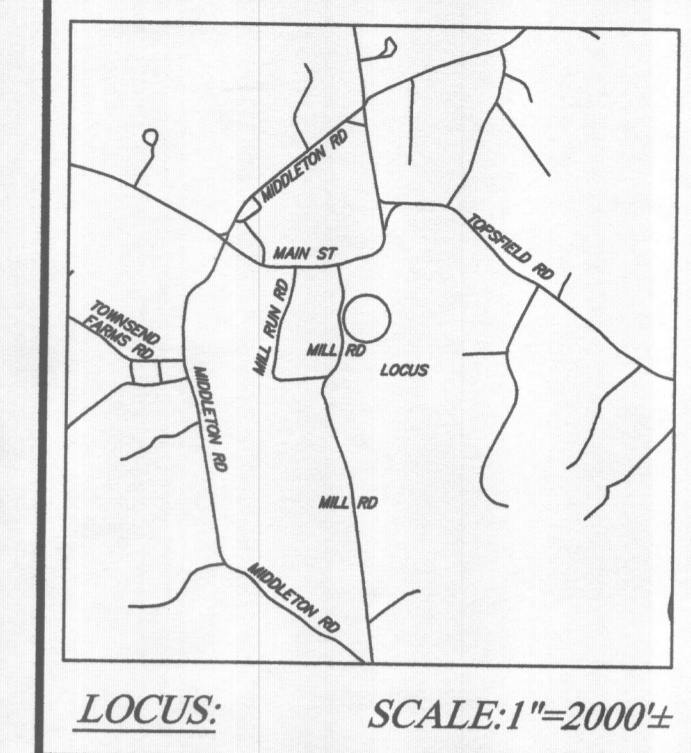 MIDDLETON RD
MAIN ST
TOPSFIELD RD
MILL RUN RD
TOWNSEND
FARMS RD
MILL RD
LOCUS
MIDDLETON RD
MILL RD
MIDDLETON RD
LOCUS: SCALE:1"=2000'±